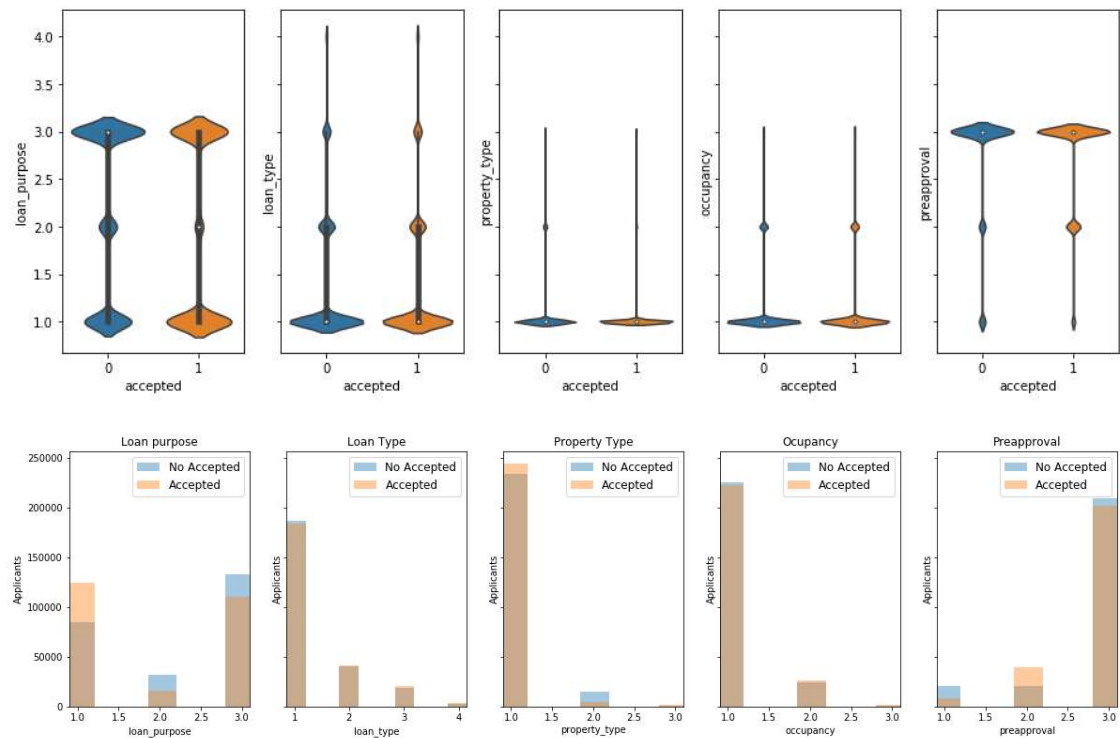 4.0
3.5
3.0
2.5
2.0
1.5
1.0
loan_purpose
0 1
accepted
loan_type
0 1
accepted
property_type
0 1
accepted
occupancy
0 1
accepted
preapproval
0 1
accepted
Loan purpose
No Accepted
Accepted
250000
200000
150000
100000
50000
0
Applicants
1.0 1.5 2.0 2.5 3.0
loan_purpose
Loan Type
No Accepted
Accepted
Applicants
1 2 3 4
loan_type
Property Type
No Accepted
Accepted
Applicants
1.0 1.5 2.0 2.5 3.0
property_type
Ocupancy
No Accepted
Accepted
Applicants
1.0 1.5 2.0 2.5 3.0
occupancy
Preapproval
No Accepted
Accepted
Applicants
1.0 1.5 2.0 2.5 3.0
preapproval